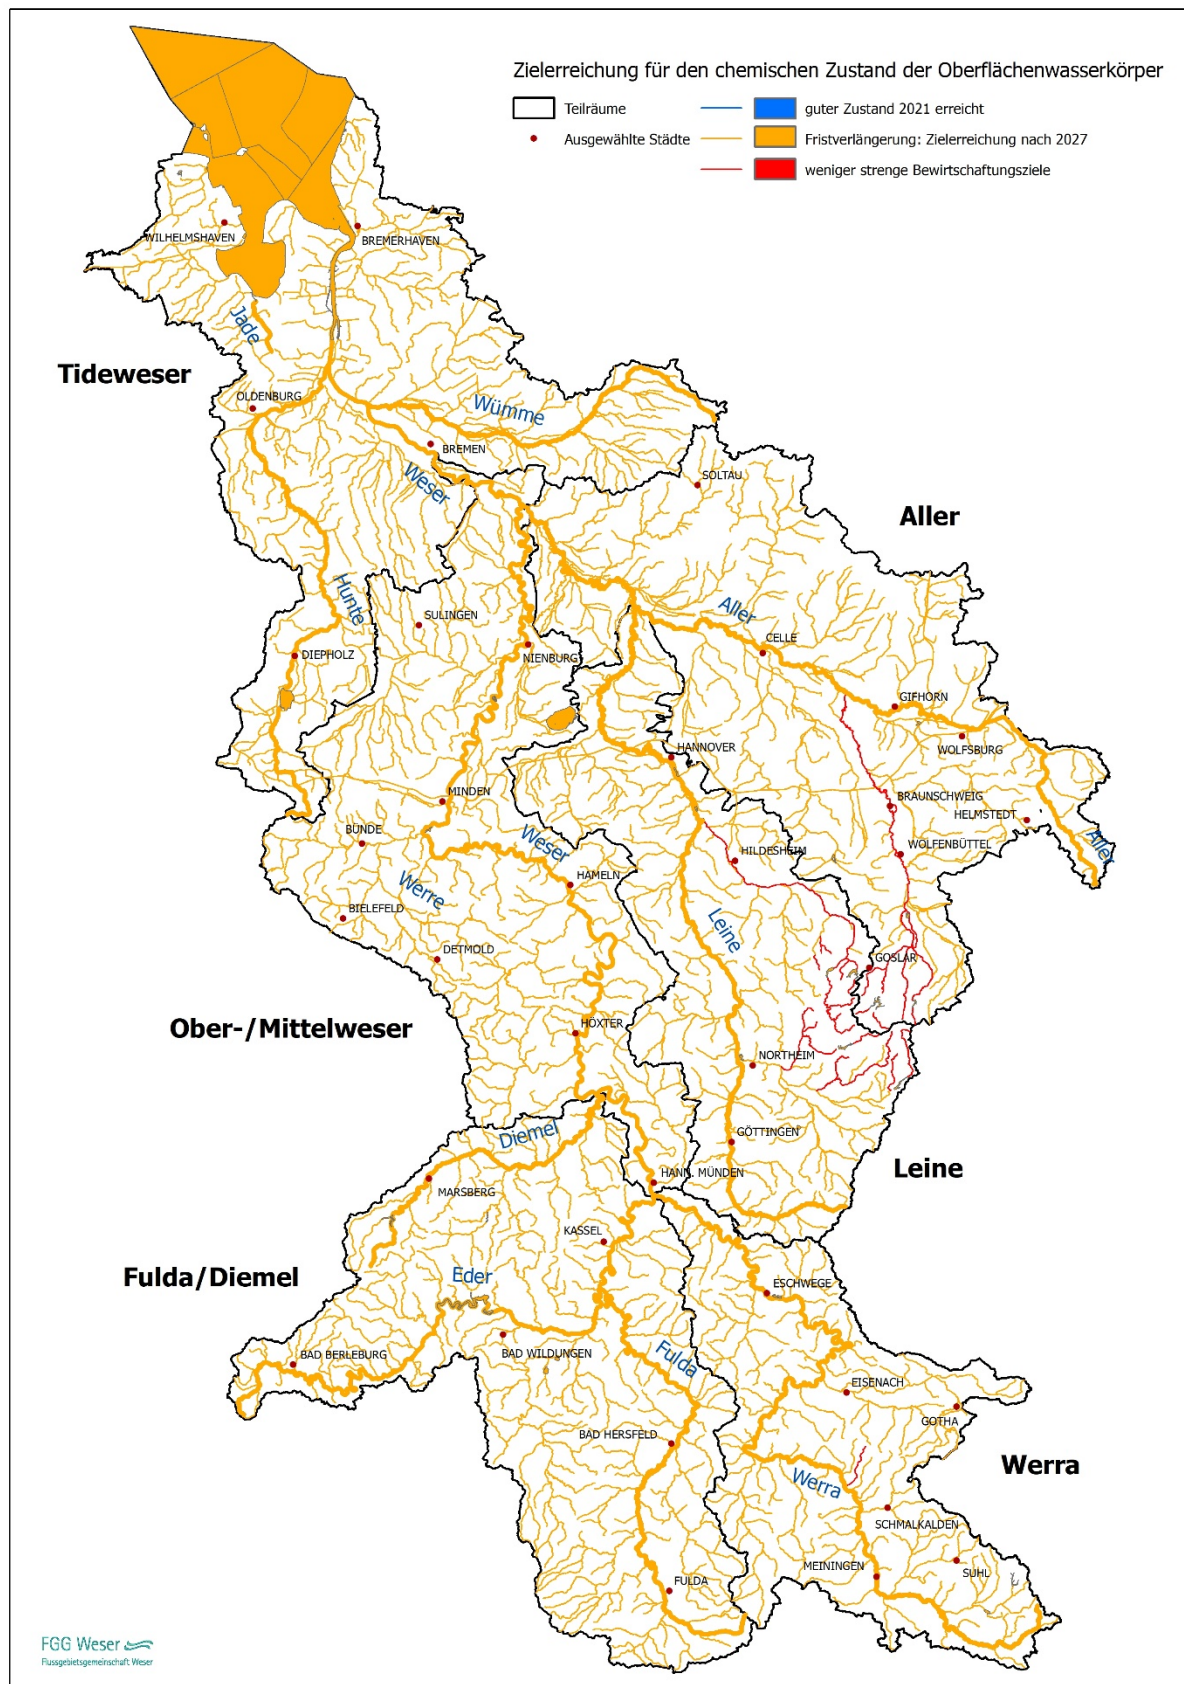 Zielerreichung für den chemischen Zustand der Oberflächenwasserkörper
Teilräume
guter Zustand 2021 erreicht
Ausgewählte Städte
Fristverlängerung: Zielerreichung nach 2027
weniger strenge Bewirtschaftungsziele
WILHELMSHAVEN
BREMERHAVEN
Jade
Tideweser
OLDENBURG
Wümme
BREMEN
Weser
SOLTAU
Aller
Hunte
SULINGEN
Aller
CELLE
DIEPHOLZ
NIENBURG
GIFHORN
WOLFSBURG
HANNOVER
MINDEN
BRAUNSCHWEIG
HELMSTEDT
BÜNDE
Weser
HILDESHEIM
WOLFENBÜTTEL
Aller
HAMELN
Werre
BIELEFELD
Leine
DETMOLD
GOSLAR
Ober-/Mittelweser
HÖXTER
NORTHEIM
Diemel
GÖTTINGEN
Leine
MARSBERG
HANN. MÜNDEN
KASSEL
Fulda/Diemel
Eder
ESCHWEGE
BAD WILDUNGEN
Fulda
BAD BERLEBURG
EISENACH
GOTHA
BAD HERSFELD
Werra
Werra
SCHMALKALDEN
MEININGEN
SUHL
FULDA
FGG Weser
Flussgebietsgemeinschaft Weser